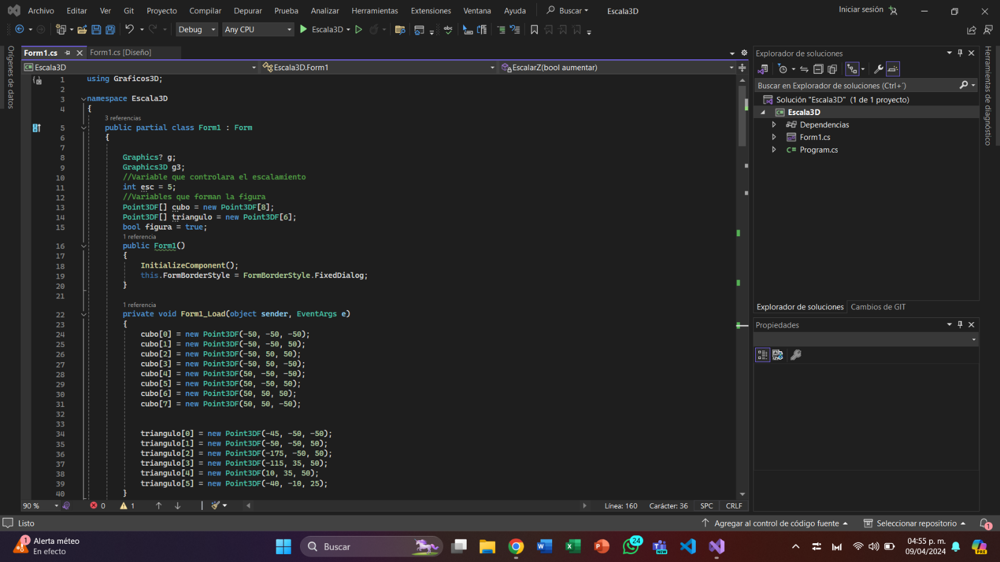 Archivo Editar Ver Git Proyecto Compilar Depurar Prueba Analizar Herramientas Extensiones Ventana Ayuda Buscar Escala3D Iniciar sesión
Debug Any CPU Escala3D
Orígenes de datos
Form1.cs Form1.cs [Diseño]
Escala3D Escala3D.Form1 EscalarZ(bool aumentar)
1 using Graficos3D;
2
3 namespace Escala3D
4 {
3 referencias
5 public partial class Form1 : Form
6 {
7
8 Graphics? g;
9 Graphics3D g3;
10 //Variable que controlara el escalamiento
11 int esc = 5;
12 //Variables que forman la figura
13 Point3DF[] cubo = new Point3DF[8];
14 Point3DF[] triangulo = new Point3DF[6];
15 bool figura = true;
1 referencia
16 public Form1()
17 {
18 InitializeComponent();
19 this.FormBorderStyle = FormBorderStyle.FixedDialog;
20 }
21
1 referencia
22 private void Form1_Load(object sender, EventArgs e)
23 {
24 cubo[0] = new Point3DF(-50, -50, -50);
25 cubo[1] = new Point3DF(-50, -50, 50);
26 cubo[2] = new Point3DF(-50, 50, 50);
27 cubo[3] = new Point3DF(-50, 50, -50);
28 cubo[4] = new Point3DF(50, -50, -50);
29 cubo[5] = new Point3DF(50, -50, 50);
30 cubo[6] = new Point3DF(50, 50, 50);
31 cubo[7] = new Point3DF(50, 50, -50);
32
33
34 triangulo[0] = new Point3DF(-45, -50, -50);
35 triangulo[1] = new Point3DF(-50, -50, 50);
36 triangulo[2] = new Point3DF(-175, -50, 50);
37 triangulo[3] = new Point3DF(-115, 35, 50);
38 triangulo[4] = new Point3DF(10, 35, 50);
39 triangulo[5] = new Point3DF(-40, -10, 25);
40 }
90 % 0 1 Línea: 160 Carácter: 36 SPC CRLF
Explorador de soluciones
Buscar en Explorador de soluciones (Ctrl+´)
Solución "Escala3D" (1 de 1 proyecto)
Escala3D
Dependencias
Form1.cs
Program.cs
Explorador de soluciones Cambios de GIT
Propiedades
Herramientas de diagnóstico
Listo Agregar al control de código fuente Seleccionar repositorio 1
1 Alerta méteo
En efecto
Buscar
24
NEW
04:55 p. m.
09/04/2024
PRE